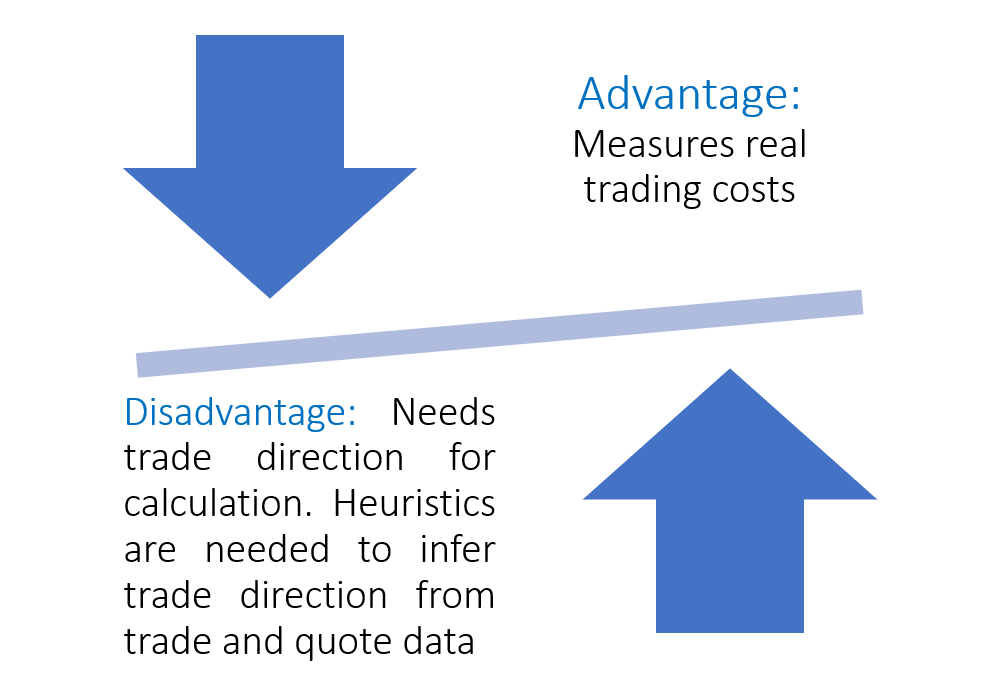 Advantage:
Measures real
trading costs
Disadvantage: Needs
trade direction for
calculation. Heuristics
are needed to infer
trade direction from
trade and quote data